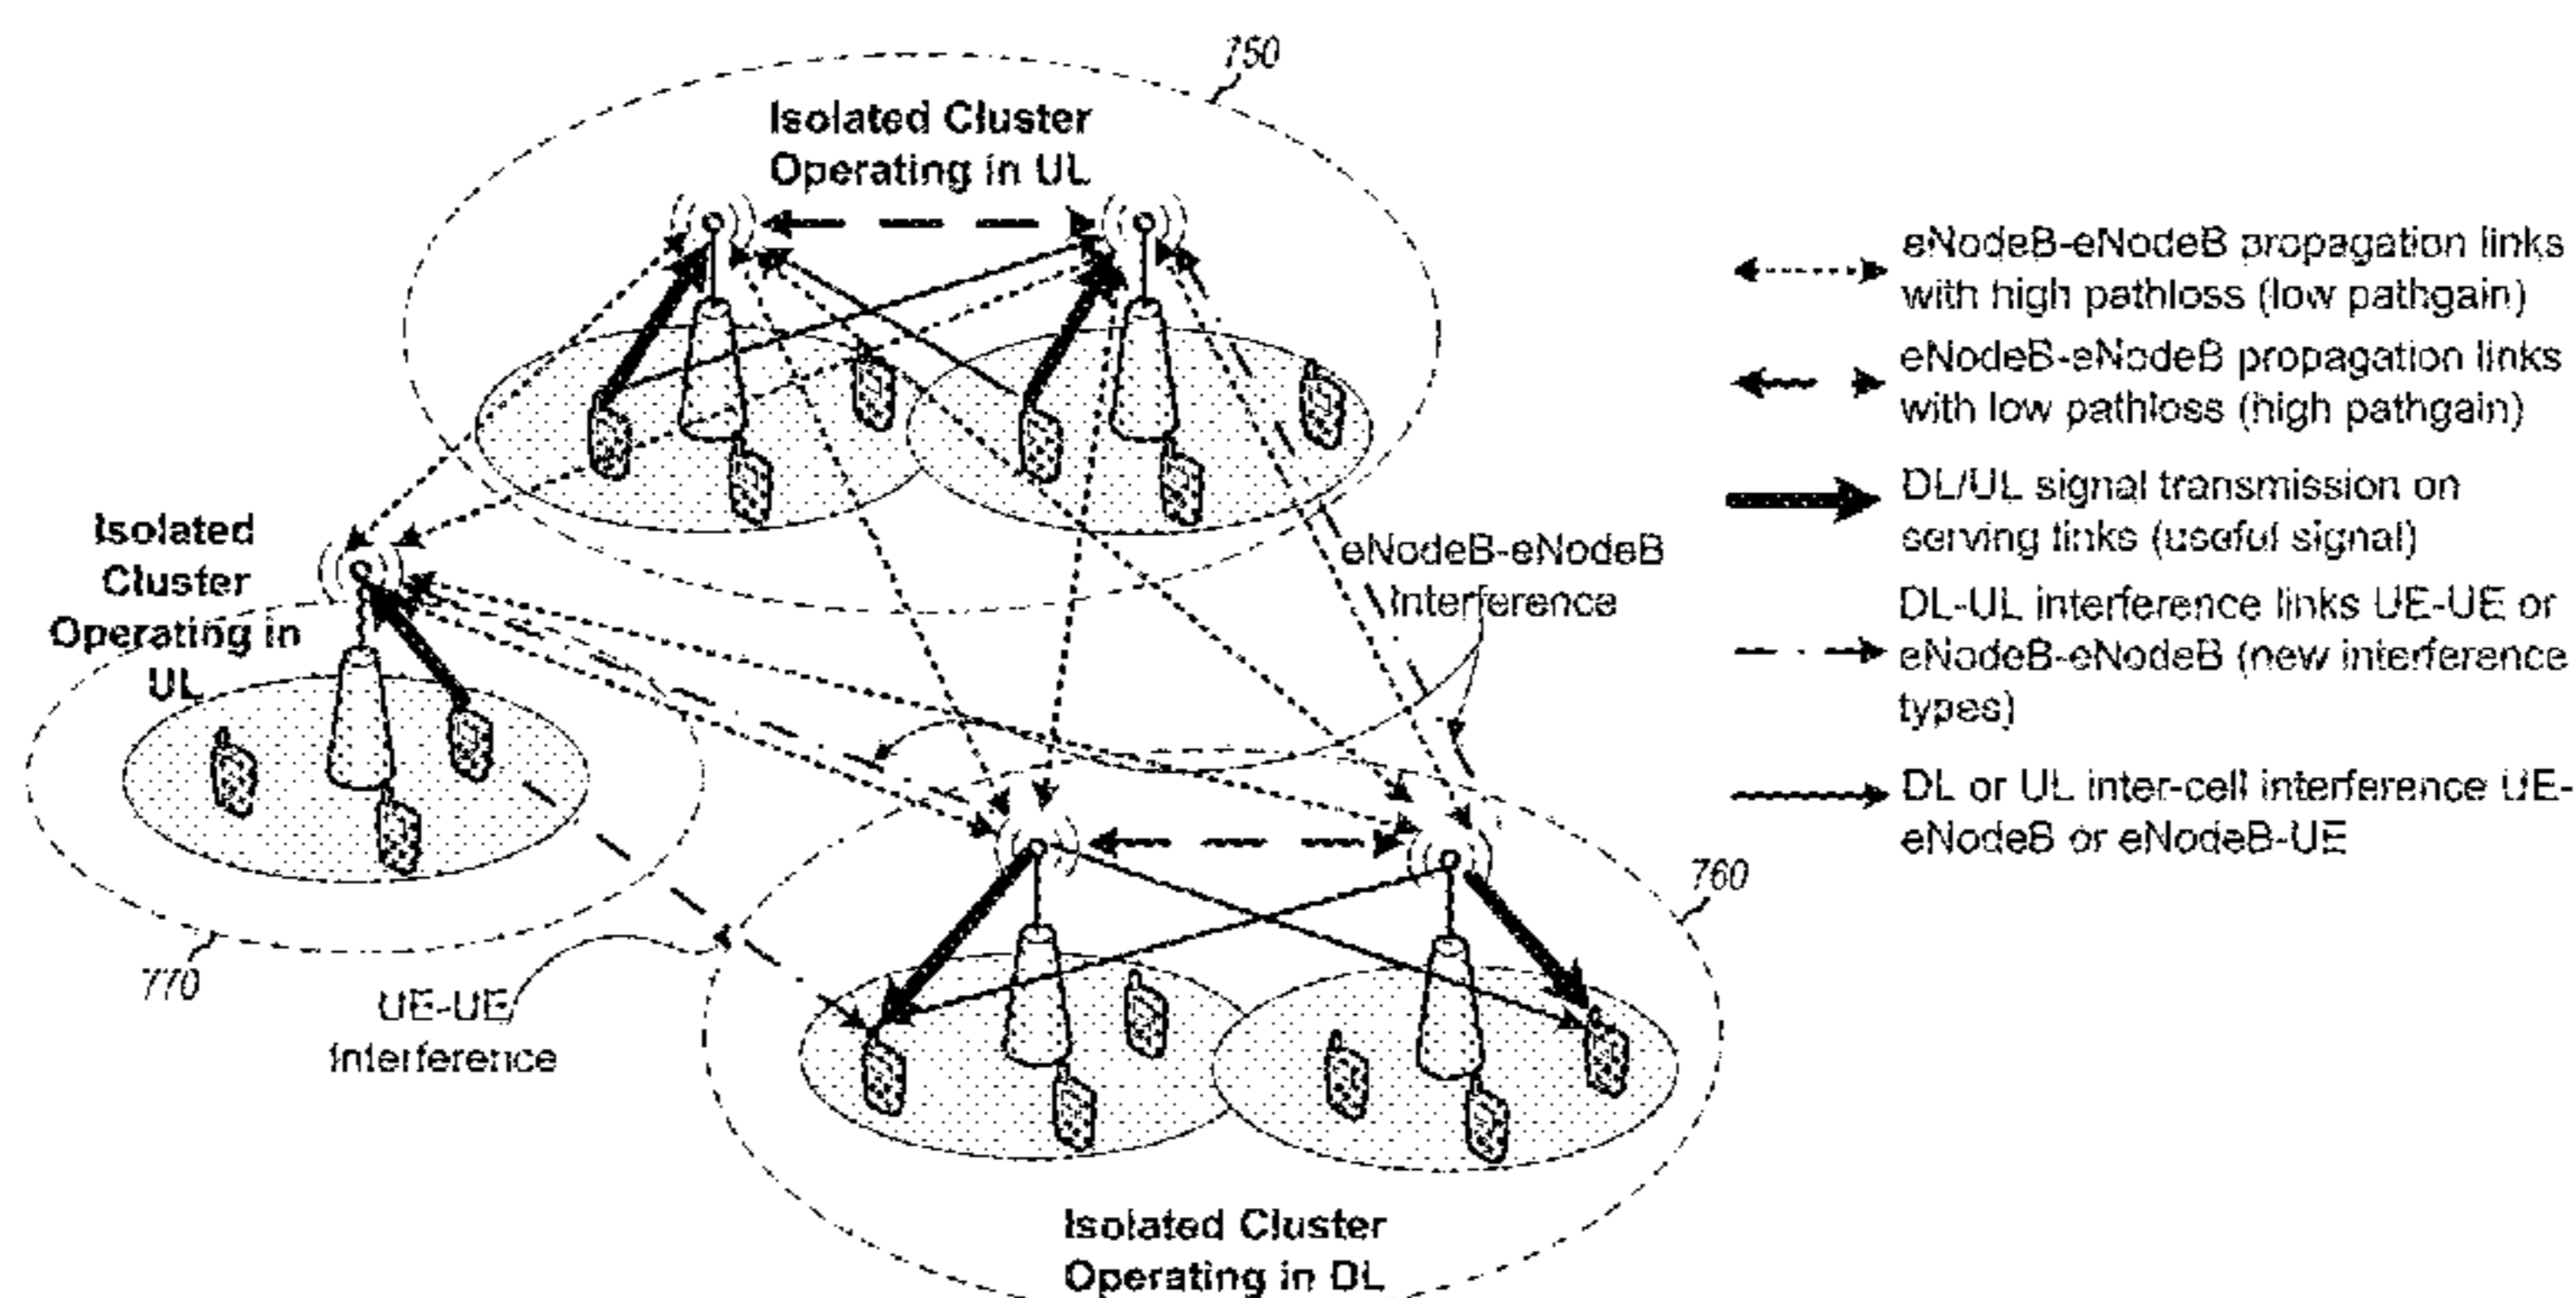 750
Isolated Cluster
Operating in UL
eNodeB-eNodeB propagation links
with high pathloss (low pathgain)
eNodeB-eNodeB propagation links
with low pathloss (high pathgain)
DL/UL signal transmission on
serving links (useful signal)
DL-UL interference links UE-UE or
eNodeB-eNodeB (new interference
types)
DL or UL inter-cell interference UE-
eNodeB or eNodeB-UE
Isolated
Cluster
Operating in
UL
eNodeB-eNodeB
Interference
770
UE-UE
Interference
760
Isolated Cluster
Operating in DL